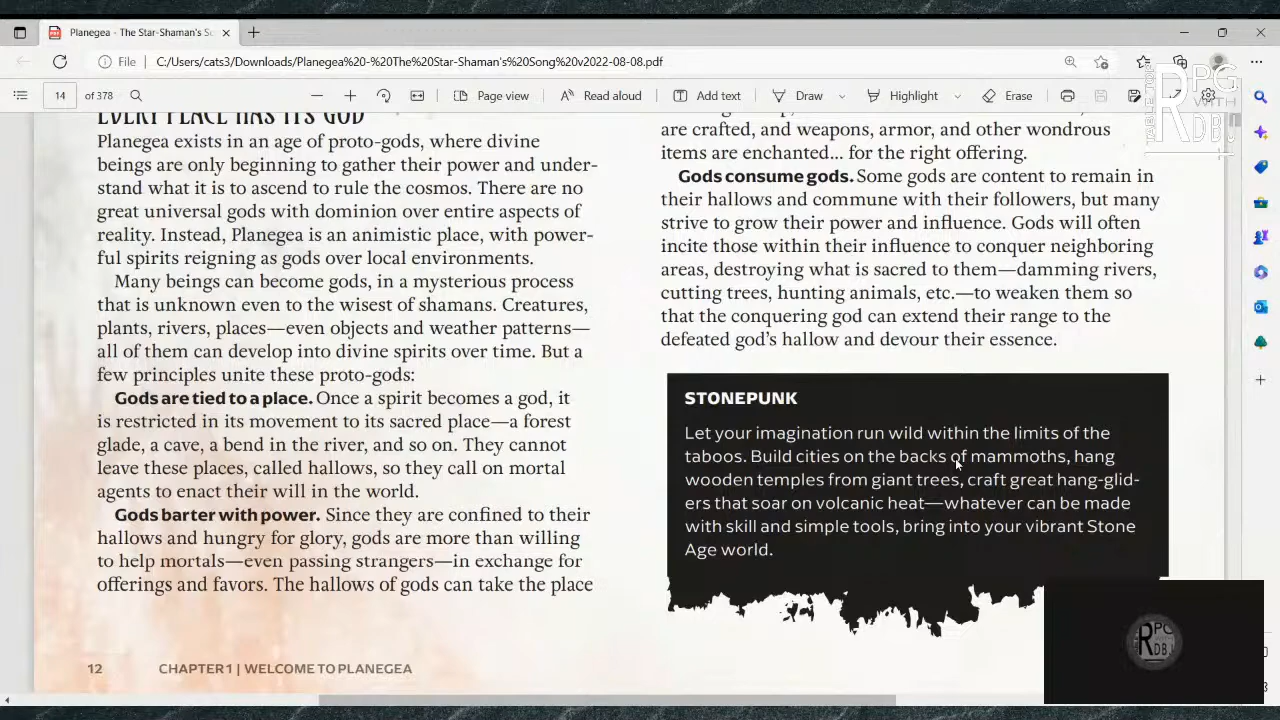 Planegea - The Star-Shaman's So
File
C:/Users/cats3/Downloads/Planegea%20-%20The%20Star-Shaman's%20Song%20v2022-08-08.pdf
14 of 378
Page view
Read aloud
Add text
Draw
Highlight
Erase
TABLE TOP
RPG
WITH
RDBU
EVERY PLACE HAS ITS GOD
Planegea exists in an age of proto-gods, where divine
beings are only beginning to gather their power and under-
stand what it is to ascend to rule the cosmos. There are no
great universal gods with dominion over entire aspects of
reality. Instead, Planegea is an animistic place, with power-
ful spirits reigning as gods over local environments.
Many beings can become gods, in a mysterious process
that is unknown even to the wisest of shamans. Creatures,
plants, rivers, places—even objects and weather patterns—
all of them can develop into divine spirits over time. But a
few principles unite these proto-gods:
Gods are tied to a place. Once a spirit becomes a god, it
is restricted in its movement to its sacred place—a forest
glade, a cave, a bend in the river, and so on. They cannot
leave these places, called hallows, so they call on mortal
agents to enact their will in the world.
Gods barter with power. Since they are confined to their
hallows and hungry for glory, gods are more than willing
to help mortals—even passing strangers—in exchange for
offerings and favors. The hallows of gods can take the place
12 CHAPTER 1 | WELCOME TO PLANEGEA
are crafted, and weapons, armor, and other wondrous
items are enchanted... for the right offering.
Gods consume gods. Some gods are content to remain in
their hallows and commune with their followers, but many
strive to grow their power and influence. Gods will often
incite those within their influence to conquer neighboring
areas, destroying what is sacred to them—damming rivers,
cutting trees, hunting animals, etc.—to weaken them so
that the conquering god can extend their range to the
defeated god's hallow and devour their essence.
STONEPUNK
Let your imagination run wild within the limits of the
taboos. Build cities on the backs of mammoths, hang
wooden temples from giant trees, craft great hang-glid-
ers that soar on volcanic heat—whatever can be made
with skill and simple tools, bring into your vibrant Stone
Age world.